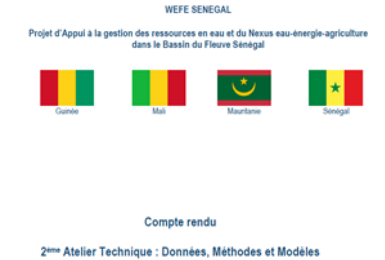 WEFE SENEGAL
Projet d'Appui à la gestion des ressources en eau et du Nexus eau-énergie-agriculture
dans le Bassin du Fleuve Sénégal
Guinée Mali Mauritanie Sénégal
Compte rendu
2ème Atelier Technique : Données, Méthodes et Modèles